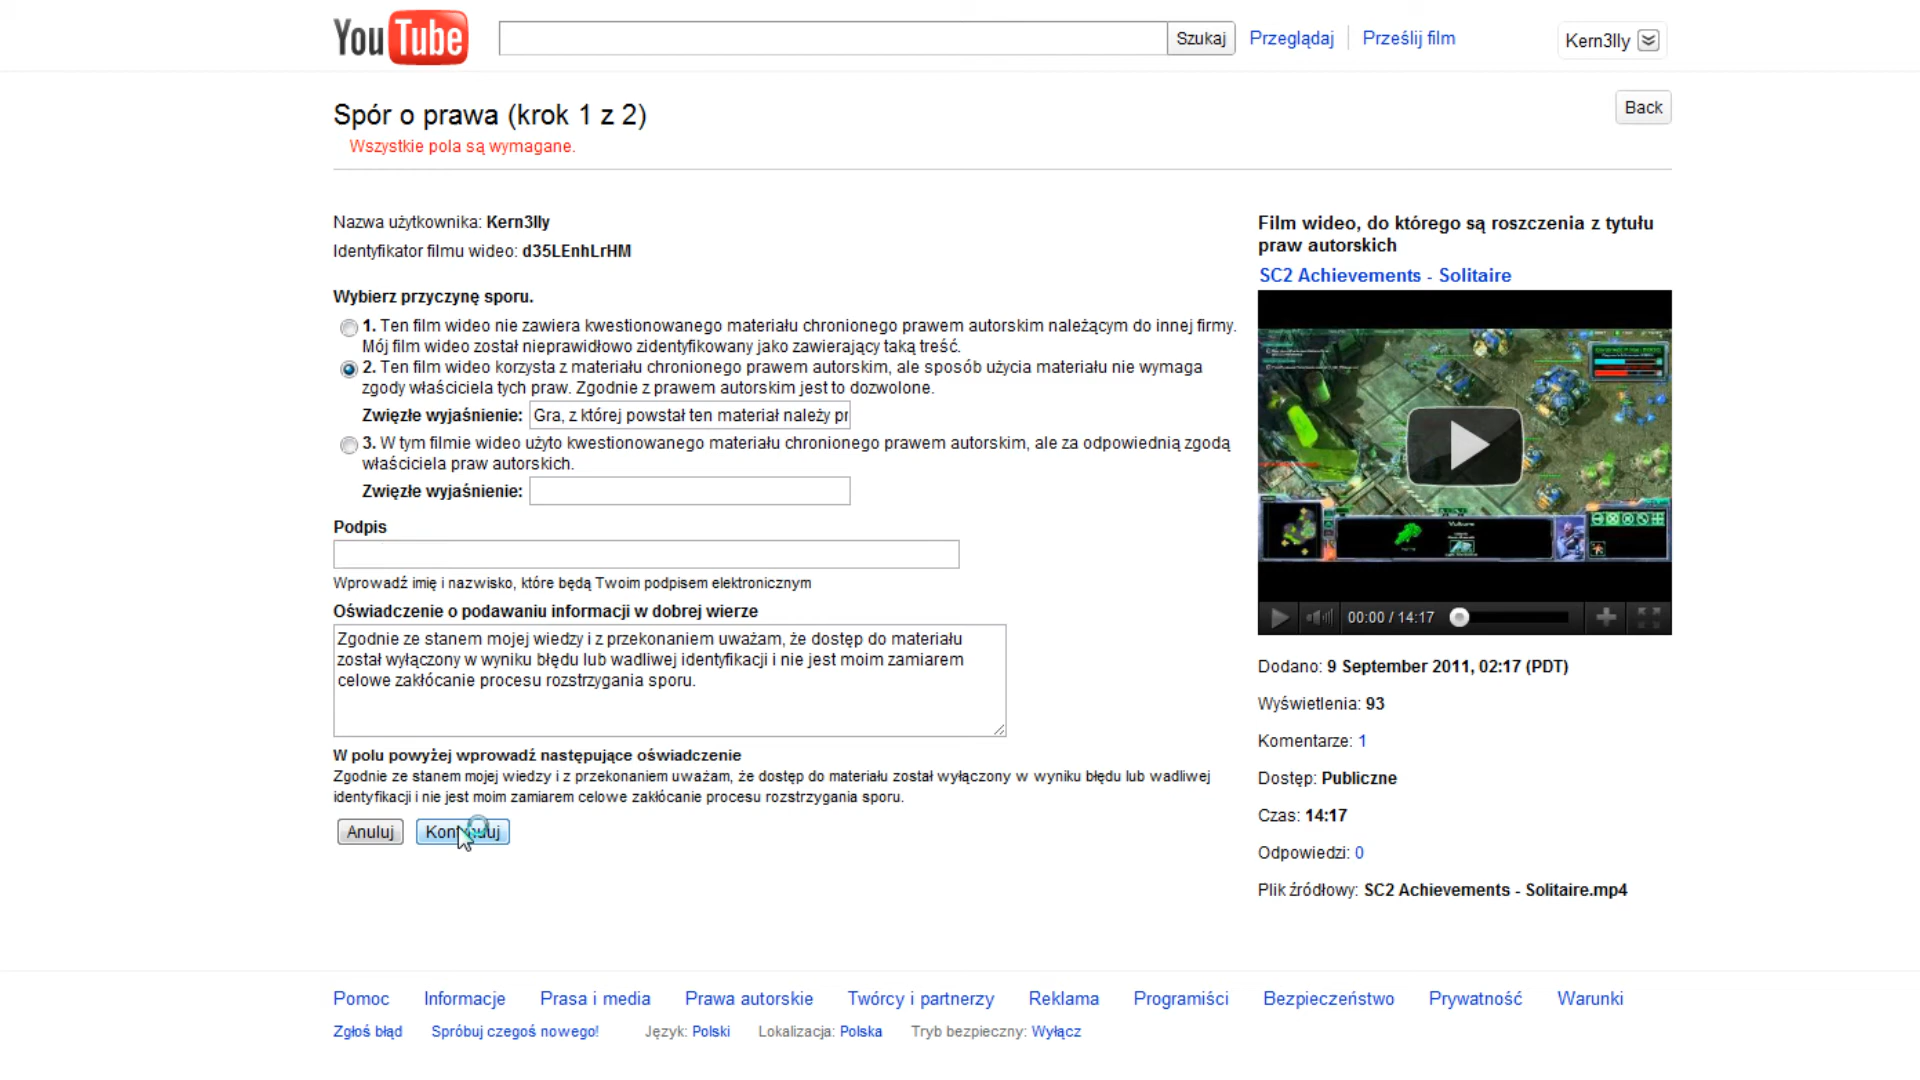 YouTube
Szukaj
Przeglądaj
Prześlij film
Kern3lly
Spór o prawa (krok 1 z 2)
Back
Wszystkie pola są wymagane.
Nazwa użytkownika: Kern3lly
Identyfikator filmu wideo: d35LEnhLrHM
Wybierz przyczynę sporu.
1. Ten film wideo nie zawiera kwestionowanego materiału chronionego prawem autorskim należącym do innej firmy.
Mój film wideo został nieprawidłowo zidentyfikowany jako zawierający taką treść.
2. Ten film wideo korzysta z materiału chronionego prawem autorskim, ale sposób użycia materiału nie wymaga
zgody właściciela tych praw. Zgodnie z prawem autorskim jest to dozwolone.
Zwięzłe wyjaśnienie: Gra, z której powstał ten materiał należy pr
3. W tym filmie wideo użyto kwestionowanego materiału chronionego prawem autorskim, ale za odpowiednią zgodą
właściciela praw autorskich.
Zwięzłe wyjaśnienie:
Podpis
Wprowadź imię i nazwisko, które będą Twoim podpisem elektronicznym
Oświadczenie o podawaniu informacji w dobrej wierze
Zgodnie ze stanem mojej wiedzy i z przekonaniem uważam, że dostęp do materiału
został wyłączony w wyniku błędu lub wadliwej identyfikacji i nie jest moim zamiarem
celowe zakłócanie procesu rozstrzygania sporu.
W polu powyżej wprowadź następujące oświadczenie
Zgodnie ze stanem mojej wiedzy i z przekonaniem uważam, że dostęp do materiału został wyłączony w wyniku błędu lub wadliwej
identyfikacji i nie jest moim zamiarem celowe zakłócanie procesu rozstrzygania sporu.
Anuluj
Kontynuuj
Film wideo, do którego są roszczenia z tytułu
praw autorskich
SC2 Achievements - Solitaire
00:00 / 14:17
Dodano: 9 September 2011, 02:17 (PDT)
Wyświetlenia: 93
Komentarze: 1
Dostęp: Publiczne
Czas: 14:17
Odpowiedzi: 0
Plik źródłowy: SC2 Achievements - Solitaire.mp4
Pomoc Informacje Prasa i media Prawa autorskie Twórcy i partnerzy Reklama Programiści Bezpieczeństwo Prywatność Warunki
Zgłoś błąd Spróbuj czegoś nowego! Język: Polski Lokalizacja: Polska Tryb bezpieczny: Wyłącz